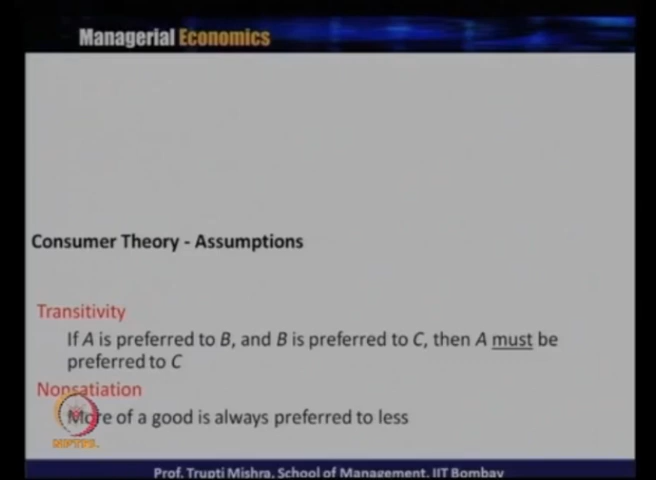 Managerial Economics
Consumer Theory - Assumptions
Transitivity
If A is preferred to B, and B is preferred to C, then A must be
preferred to C
Nonsatiation
More of a good is always preferred to less
NPTEL
Prof. Trupti Mishra, School of Management, IIT Bombay